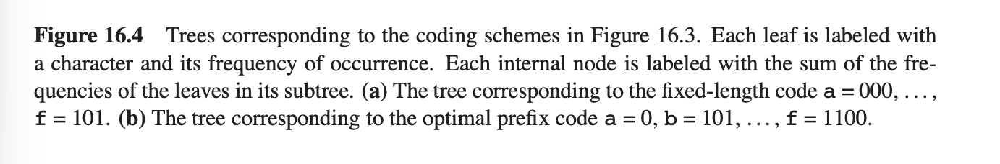 Figure 16.4 Trees corresponding to the coding schemes in Figure 16.3. Each leaf is labeled with
a character and its frequency of occurrence. Each internal node is labeled with the sum of the fre-
quencies of the leaves in its subtree. (a) The tree corresponding to the fixed-length code a = 000, ...,
f = 101. (b) The tree corresponding to the optimal prefix code a = 0, b = 101, ..., f = 1100.